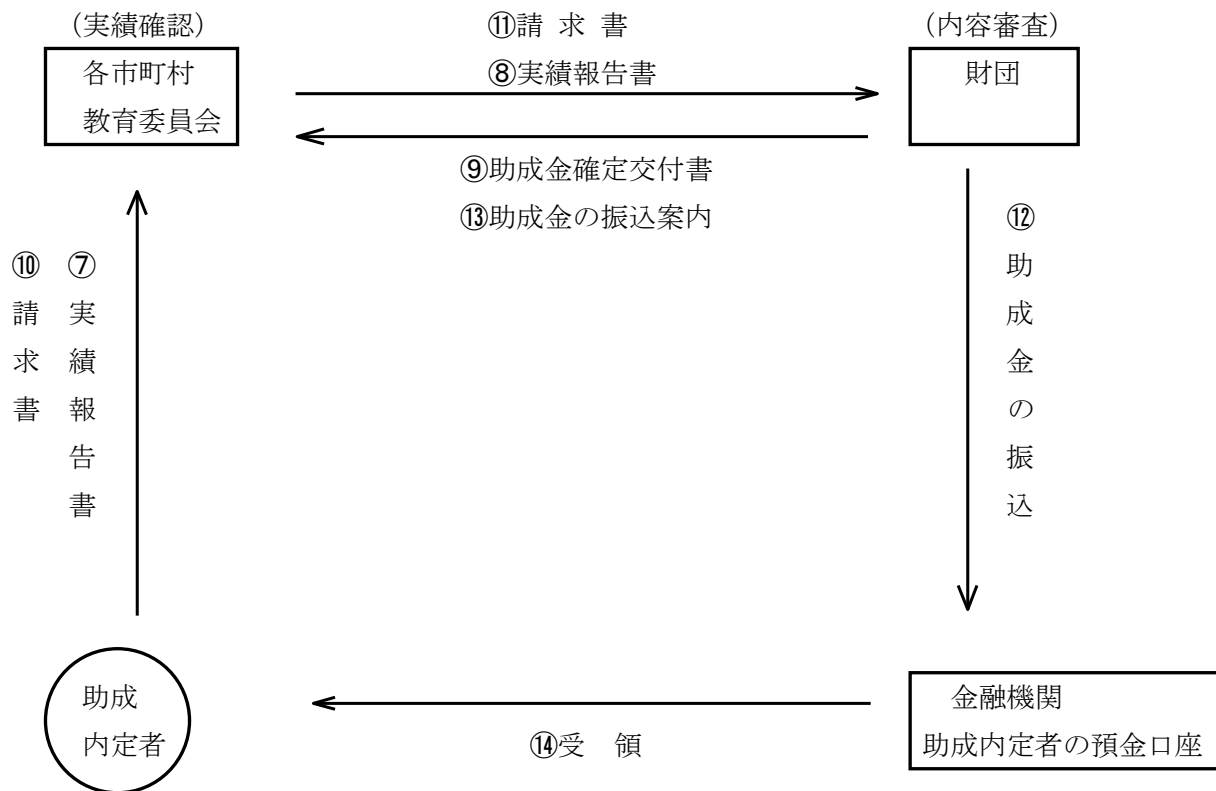 (実績確認)
⑪請 求 書
(内容審査)
各市町村
教育委員会
⑧実績報告書
財団
⑨助成金確定交付書
⑬助成金の振込案内
⑩請求書
⑦実績報告書
⑫助成金の振込
助成
内定者
⑭受 領
金融機関
助成内定者の預金口座